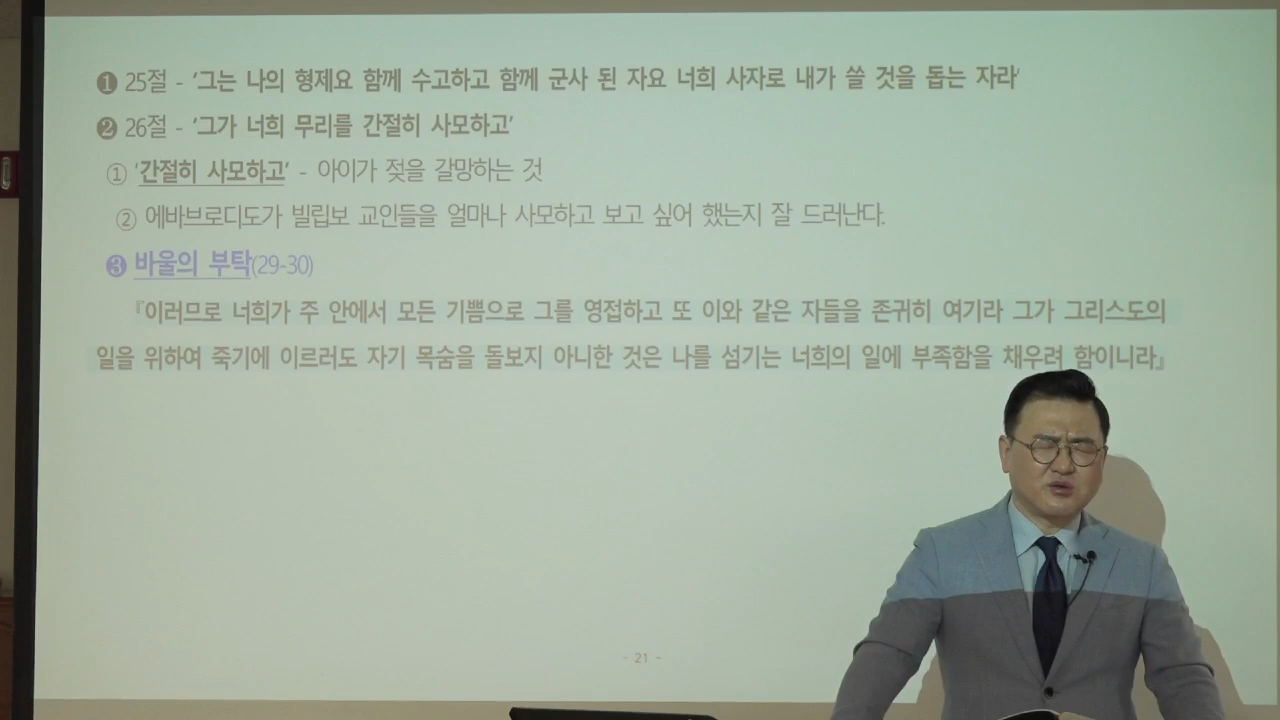 ❶ 25절 - ‘그는 나의 형제요 함께 수고하고 함께 군사 된 자요 너희 사자로 내가 쓸 것을 돕는 자라’
❷ 26절 - ‘그가 너희 무리를 간절히 사모하고’
① ‘간절히 사모하고’ - 아이가 젖을 갈망하는 것
② 에바브로디도가 빌립보 교인들을 얼마나 사모하고 보고 싶어 했는지 잘 드러난다.
❸ 바울의 부탁(29-30)
『이러므로 너희가 주 안에서 모든 기쁨으로 그를 영접하고 또 이와 같은 자들을 존귀히 여기라 그가 그리스도의
일을 위하여 죽기에 이르러도 자기 목숨을 돌보지 아니한 것은 나를 섬기는 너희의 일에 부족함을 채우려 함이니라』
- 21 -